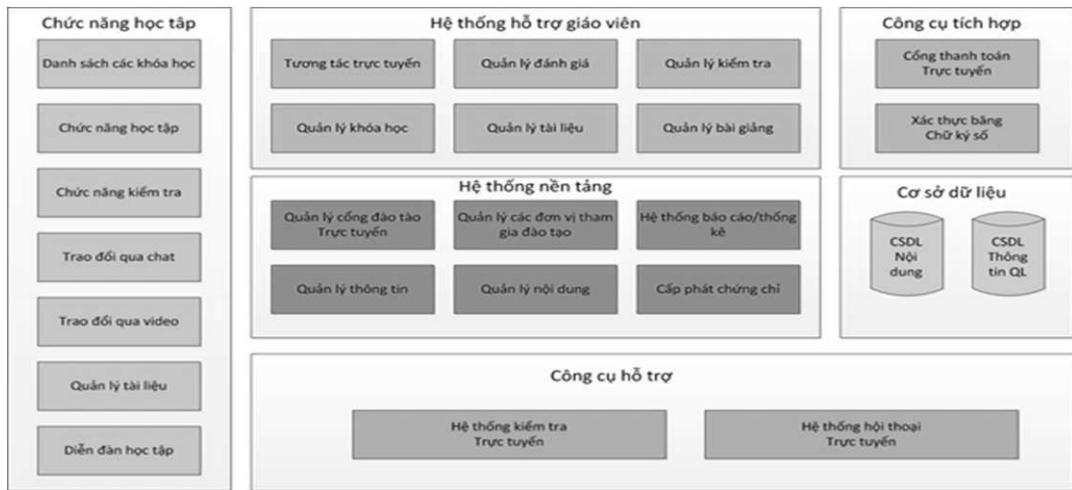 Chức năng học tập
Danh sách các khóa học
Chức năng học tập
Chức năng kiểm tra
Trao đổi qua chat
Trao đổi qua video
Quản lý tài liệu
Diễn đàn học tập
Hệ thống hỗ trợ giáo viên
Tương tác trực tuyến
Quản lý đánh giá
Quản lý kiểm tra
Quản lý khóa học
Quản lý tài liệu
Quản lý bài giảng
Hệ thống nền tảng
Quản lý cổng đào tào
Trực tuyến
Quản lý các đơn vị tham
gia đào tạo
Hệ thống báo cáo/thống
kê
Quản lý thông tin
Quản lý nội dung
Cấp phát chứng chỉ
Công cụ tích hợp
Cổng thanh toán
Trực tuyến
Xác thực bằng
Chữ ký số
Cơ sở dữ liệu
CSDL
Nội
dung
CSDL
Thông
tin QL
Công cụ hỗ trợ
Hệ thống kiểm tra
Trực tuyến
Hệ thống hội thoại
Trực tuyến